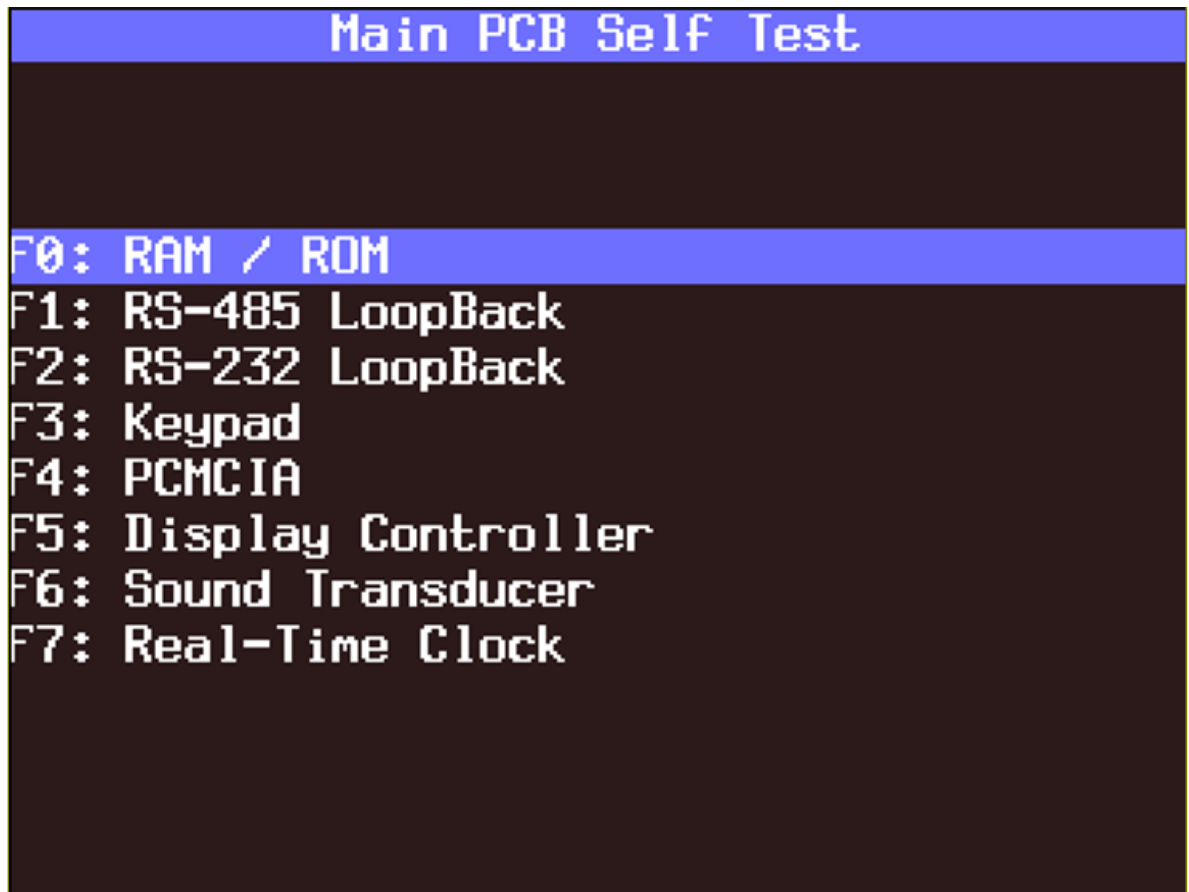 Main PCB Self Test
F0: RAM / ROM
F1: RS-485 LoopBack
F2: RS-232 LoopBack
F3: Keypad
F4: PCMCIA
F5: Display Controller
F6: Sound Transducer
F7: Real-Time Clock